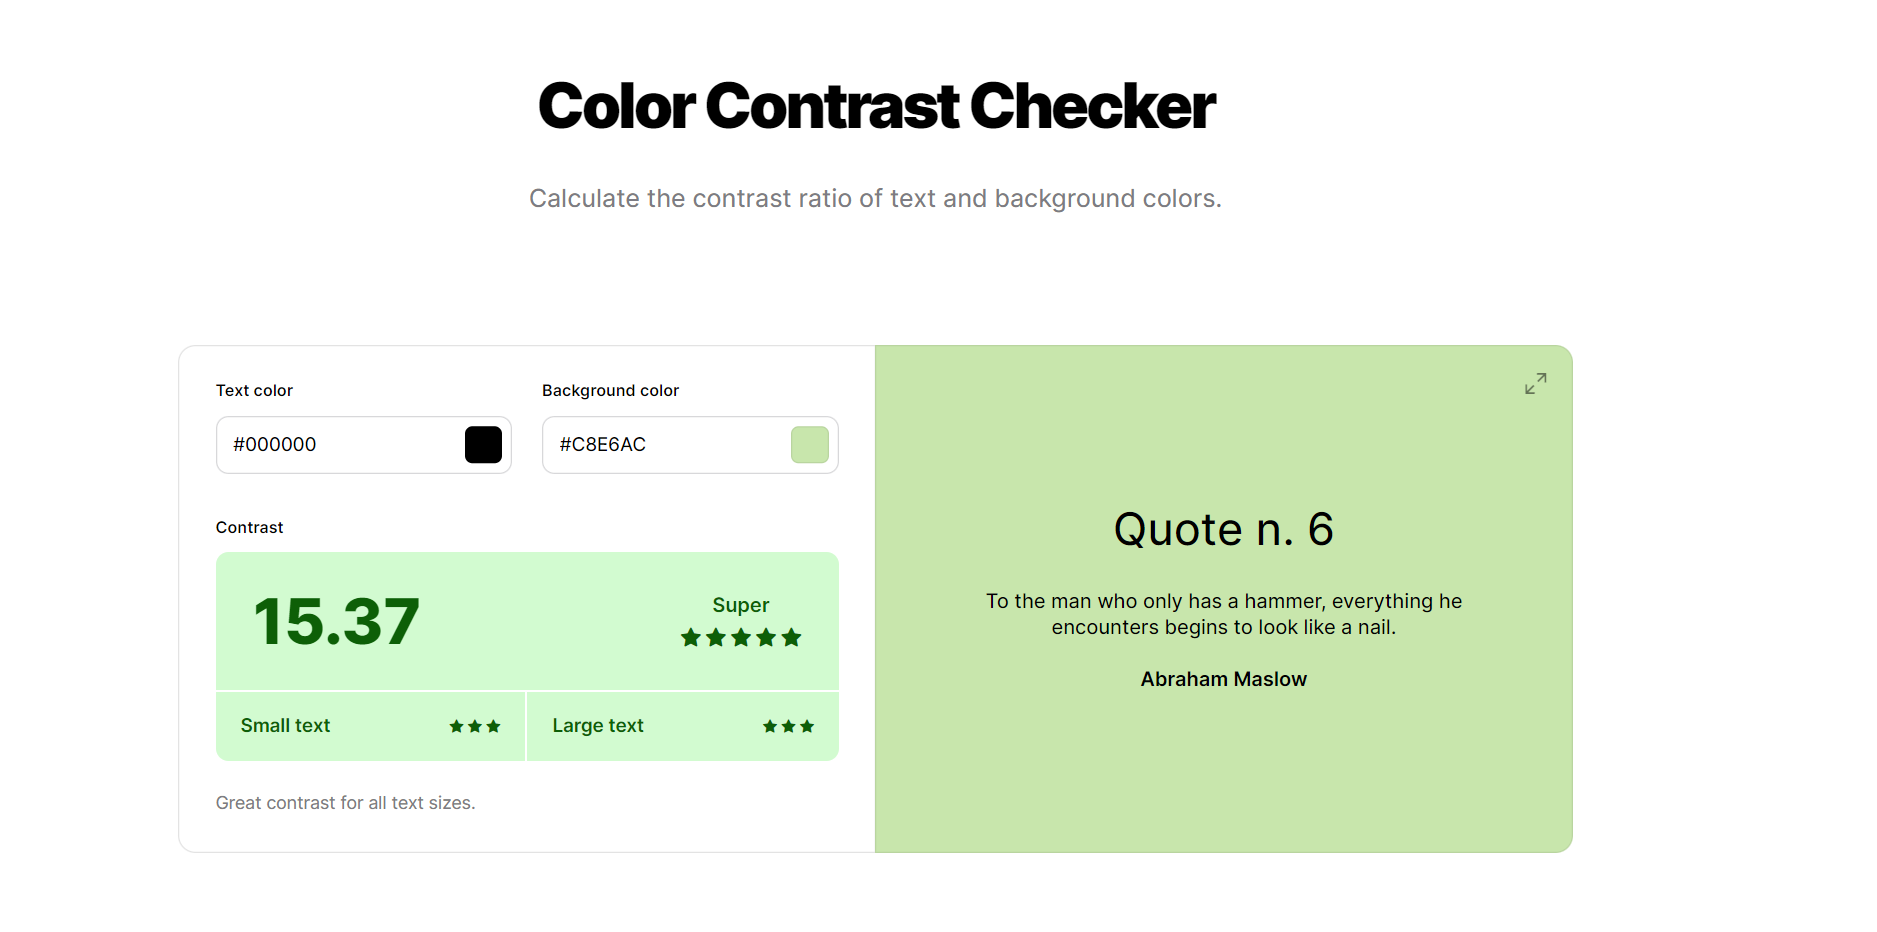 Color Contrast Checker
Calculate the contrast ratio of text and background colors.
Text color
#000000
Background color
#C8E6AC
Contrast
15.37
Super
Small text
Large text
Great contrast for all text sizes.
Quote n. 6
To the man who only has a hammer, everything he
encounters begins to look like a nail.
Abraham Maslow